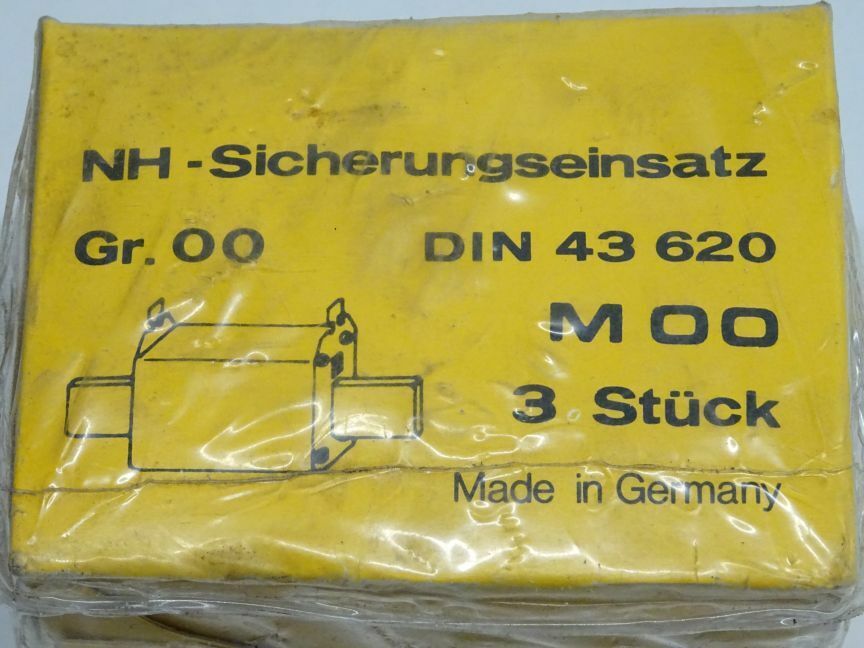 NH-Sicherungseinsatz
Gr. 00 DIN 43 620
M 00
3 Stück
Made in Germany